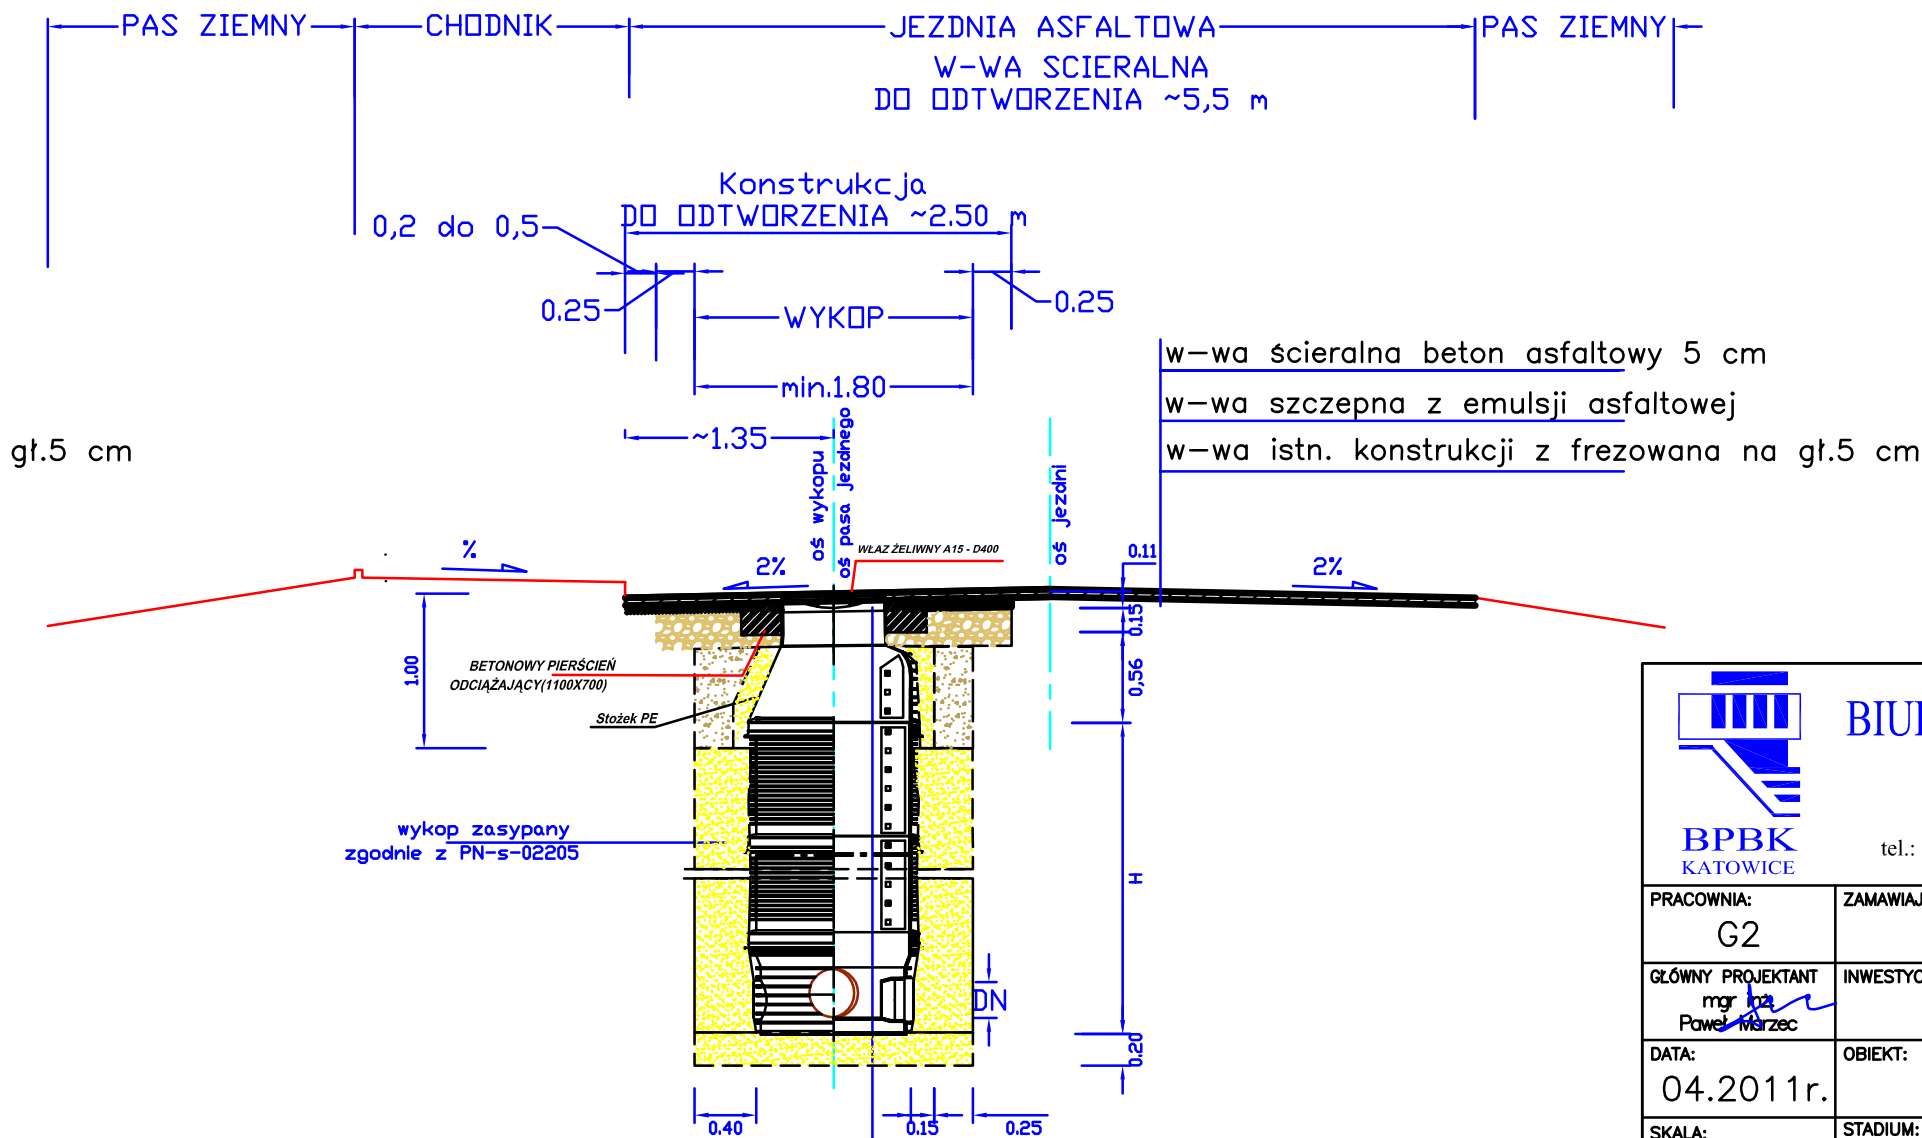 PAS ZIEMNY
CHODNIK
JEZDNIA ASFALTOWA
PAS ZIEMNY
W-WA SCIERALNA
DO ODTWORZENIA ~5,5 m
Konstrukcja
DO ODTWORZENIA ~2.50 m
0,2 do 0,5
0.25
0.25
WYKOP
min.1.80
~1.35
oś wykopu
oś pasa jezdnego
oś jezdni
w-wa ścieralna beton asfaltowy 5 cm
w-wa szczepna z emulsji asfaltowej
w-wa istn. konstrukcji z frezowana na gł.5 cm
gł.5 cm
%
2%
WŁAZ ŻELIWNY A15 - D400
2%
0.11
0.15
0,56
1.00
BETONOWY PIERŚCIEŃ
ODCIĄŻAJĄCY(1100X700)
Stożek PE
wykop zasypany
zgodnie z PN-s-02205
H
DN
0.20
0.40
0.15
0.25
BPBK
KATOWICE
tel.:
PRACOWNIA:
G2
GŁÓWNY PROJEKTANT
mgr inż.
Paweł Marzec
DATA:
04.2011r.
OBIEKT:
SKALA:
STADIUM: